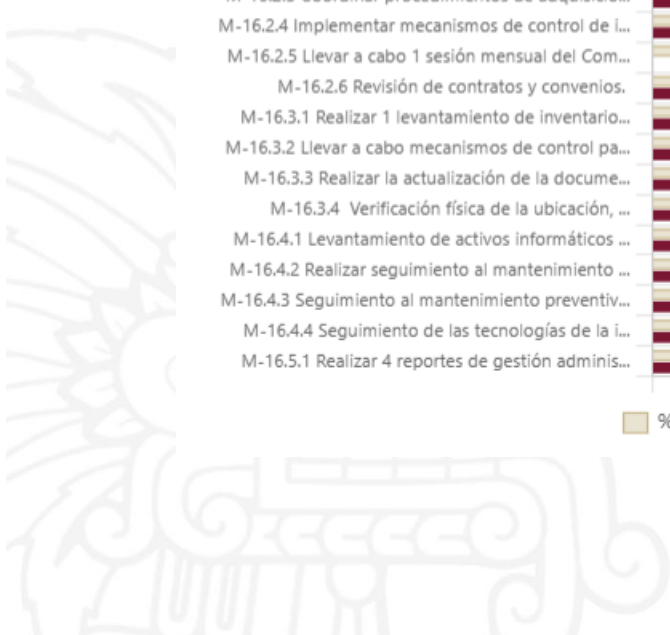 M-16.2.4 Implementar mecanismos de control de i...
M-16.2.5 Llevar a cabo 1 sesión mensual del Com...
M-16.2.6 Revisión de contratos y convenios.
M-16.3.1 Realizar 1 levantamiento de inventario...
M-16.3.2 Llevar a cabo mecanismos de control pa...
M-16.3.3 Realizar la actualización de la docume...
M-16.3.4 Verificación física de la ubicación, ...
M-16.4.1 Levantamiento de activos informáticos ...
M-16.4.2 Realizar seguimiento al mantenimiento ...
M-16.4.3 Seguimiento al mantenimiento preventiv...
M-16.4.4 Seguimiento de las tecnologías de la i...
M-16.5.1 Realizar 4 reportes de gestión adminis...
%